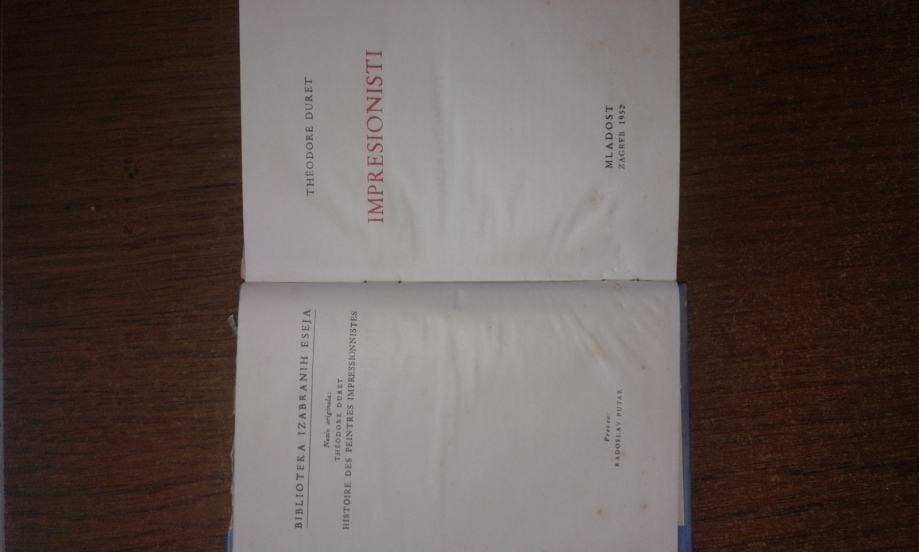 BIBLIOTEKA IZABRANIH ESEJA
Naziv originala:
THÉODORE DURET
HISTOIRE DES PEINTRES IMPRESSIONNISTES
Preveo:
RADOSLAV PUTAR
THÉODORE DURET
IMPRESIONISTI
MLADOST
ZAGREB 1952